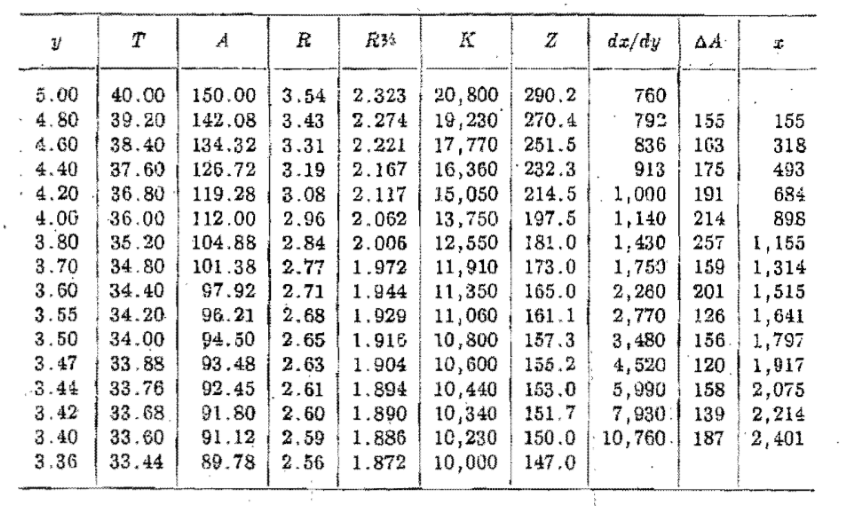 y T A R R⅔ K Z dx/dy ΔA x
5.00 40.00 150.00 3.54 2.323 20,800 290.2 760
4.80 39.20 142.08 3.43 2.274 19,230 270.4 792 155 155
4.60 38.40 134.32 3.31 2.221 17,770 251.5 836 163 318
4.40 37.60 126.72 3.19 2.167 16,360 232.3 913 175 493
4.20 36.80 119.28 3.08 2.117 15,050 214.5 1,000 191 684
4.00 36.00 112.00 2.96 2.062 13,750 197.5 1,140 214 898
3.80 35.20 104.88 2.84 2.006 12,550 181.0 1,430 257 1,155
3.70 34.80 101.38 2.77 1.972 11,910 173.0 1,750 159 1,314
3.60 34.40 97.92 2.71 1.944 11,350 165.0 2,260 201 1,515
3.55 34.20 96.21 2.68 1.929 11,060 161.1 2,770 126 1,641
3.50 34.00 94.50 2.65 1.916 10,800 157.3 3,480 156 1,797
3.47 33.88 93.48 2.63 1.904 10,600 155.2 4,520 120 1,917
3.44 33.76 92.45 2.61 1.894 10,440 153.0 5,990 158 2,075
3.42 33.68 91.80 2.60 1.890 10,340 151.7 7,930 139 2,214
3.40 33.60 91.12 2.59 1.886 10,230 150.0 10,760 187 2,401
3.36 33.44 89.78 2.56 1.872 10,000 147.0